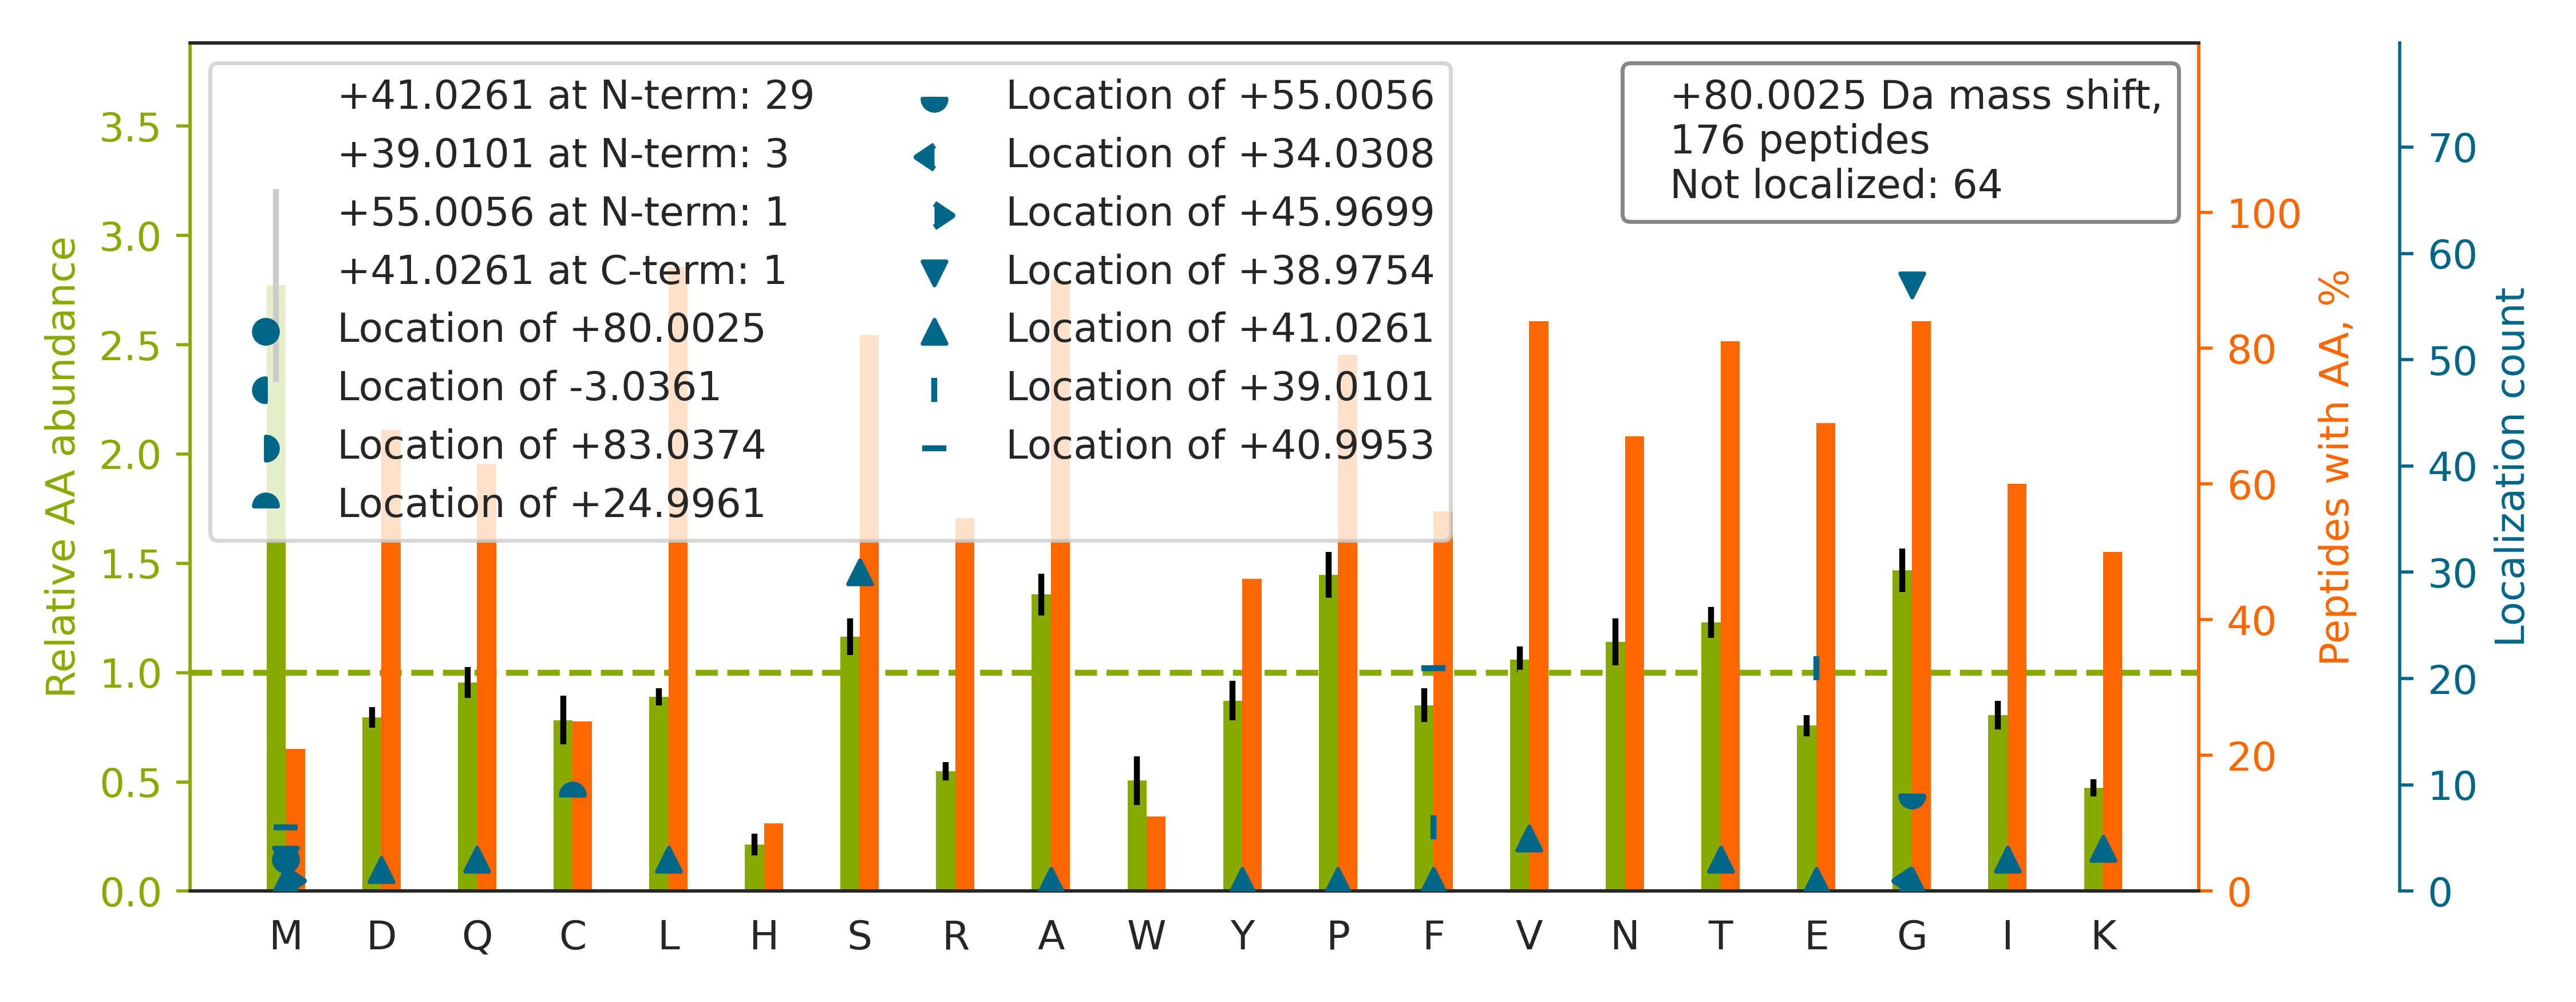 +41.0261 at N-term: 29
+39.0101 at N-term: 3
+55.0056 at N-term: 1
+41.0261 at C-term: 1
Location of +80.0025
Location of -3.0361
Location of +83.0374
Location of +24.9961
Location of +55.0056
Location of +34.0308
Location of +45.9699
Location of +38.9754
Location of +41.0261
Location of +39.0101
Location of +40.9953
+80.0025 Da mass shift,
176 peptides
Not localized: 64
Relative AA abundance
3.5
3.0
2.5
2.0
1.5
1.0
0.5
0.0
M D Q C L H S R A W Y P F V N T E G I K
100
80
60
40
20
0
Peptides with AA, %
70
60
50
40
30
20
10
0
Localization count